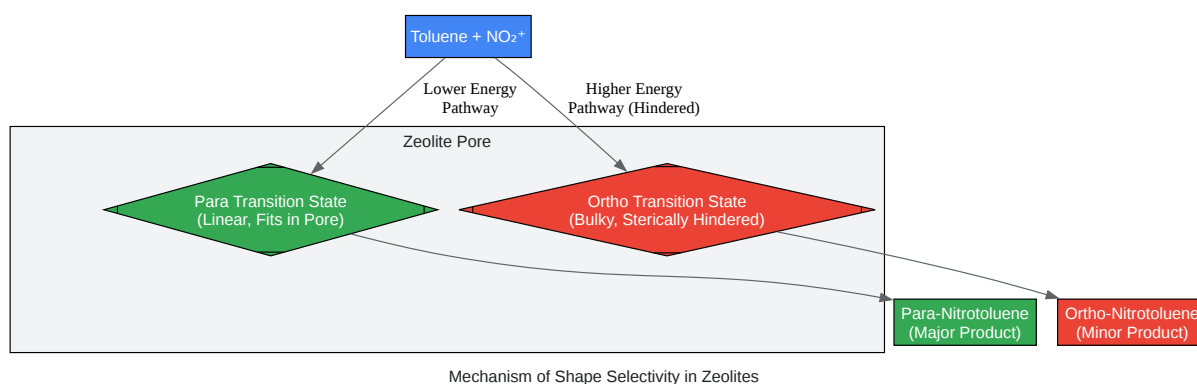 Toluene + NO₂⁺
Lower Energy
Pathway
Higher Energy
Pathway (Hindered)
Zeolite Pore
Para Transition State
(Linear, Fits in Pore)
Ortho Transition State
(Bulky, Sterically Hindered)
Para-Nitrotoluene
(Major Product)
Ortho-Nitrotoluene
(Minor Product)
Mechanism of Shape Selectivity in Zeolites